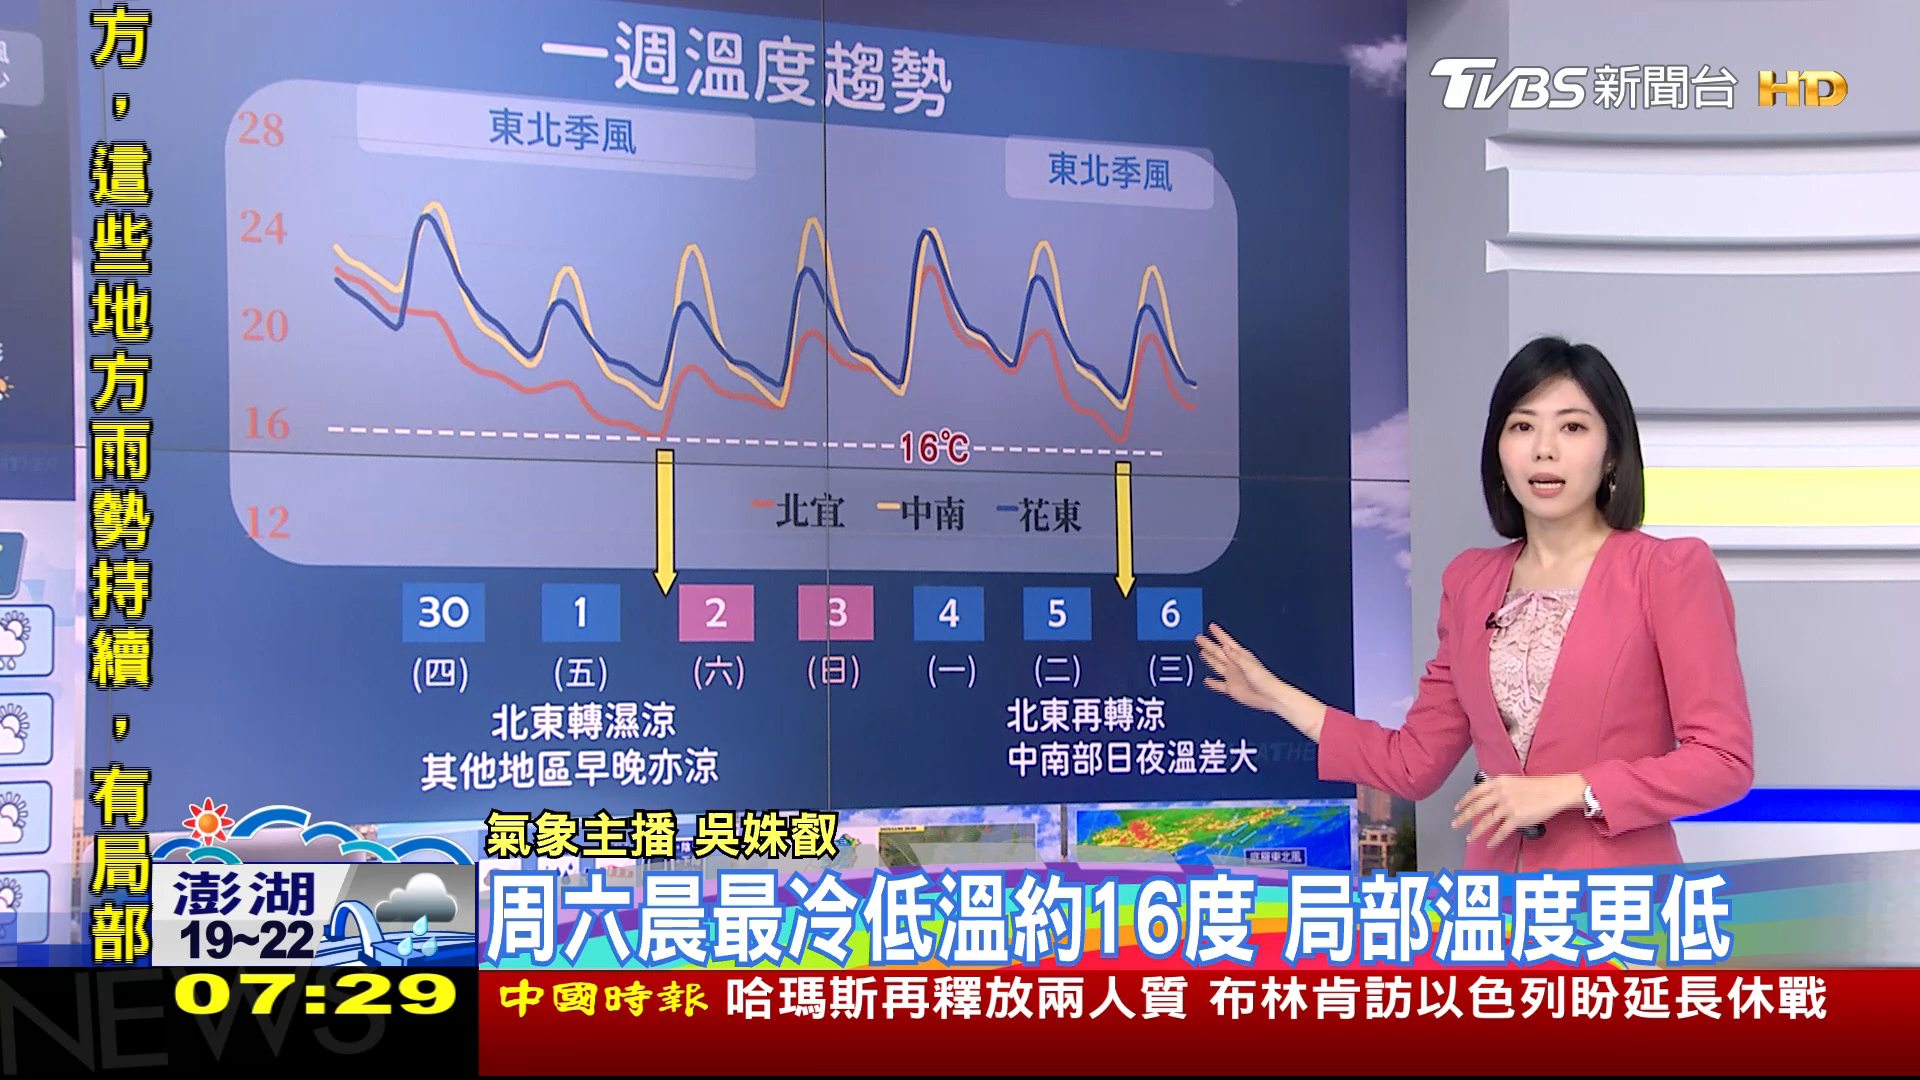 方，這些地方雨勢持續，有局部
一週溫度趨勢
TVBS新聞台 HD
東北季風
東北季風
28
24
20
16
12
16℃
北宜 中南 花東
30 1 2 3 4 5 6
(四) (五) (六) (日) (一) (二) (三)
北東轉濕涼
其他地區早晚亦涼
北東再轉涼
中南部日夜溫差大
底層東北風
氣象主播 吳姝叡
澎湖
19~22
周六晨最冷低溫約16度 局部溫度更低
07:29
中國時報 哈瑪斯再釋放兩人質 布林肯訪以色列盼延長休戰
NEWS